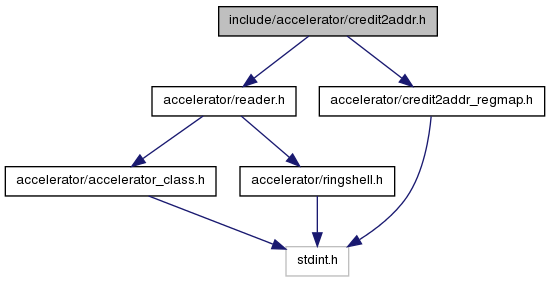 include/accelerator/credit2addr.h
accelerator/reader.h
accelerator/credit2addr_regmap.h
accelerator/accelerator_class.h
accelerator/ringshell.h
stdint.h